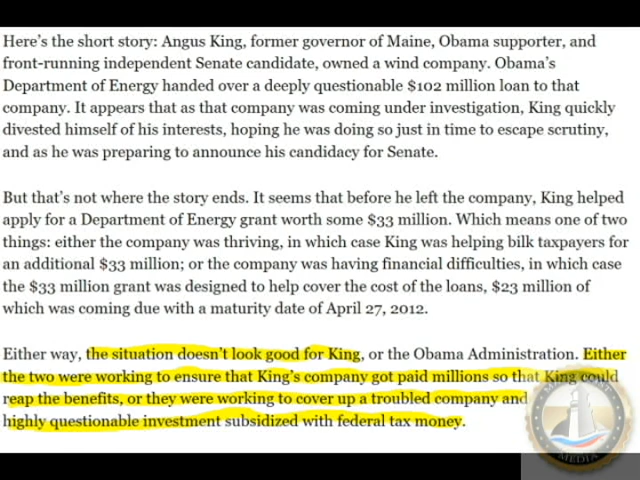 Here's the short story: Angus King, former governor of Maine, Obama supporter, and
front-running independent Senate candidate, owned a wind company. Obama's
Department of Energy handed over a deeply questionable $102 million loan to that
company. It appears that as that company was coming under investigation, King quickly
divested himself of his interests, hoping he was doing so just in time to escape scrutiny,
and as he was preparing to announce his candidacy for Senate.
But that's not where the story ends. It seems that before he left the company, King helped
apply for a Department of Energy grant worth some $33 million. Which means one of two
things: either the company was thriving, in which case King was helping bilk taxpayers for
an additional $33 million; or the company was having financial difficulties, in which case
the $33 million grant was designed to help cover the cost of the loans, $23 million of
which was coming due with a maturity date of April 27, 2012.
Either way, the situation doesn't look good for King, or the Obama Administration. Either
the two were working to ensure that King's company got paid millions so that King could
reap the benefits, or they were working to cover up a troubled company and
highly questionable investment subsidized with federal tax money.
MEDIA